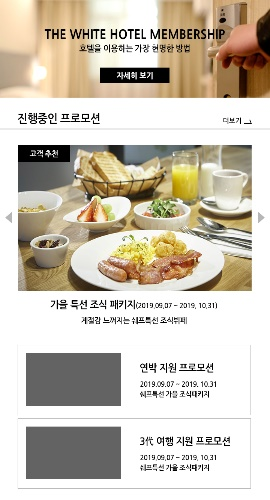 THE WHITE HOTEL MEMBERSHIP
호텔을 이용하는 가장 현명한 방법
자세히 보기
진행중인 프로모션
더보기
고객 추천
가을 특선 조식 패키지(2019.09.07 ~ 2019. 10.31)
계절감 느껴지는 쉐프특선 조식뷔페
연박 지원 프로모션
2019.09.07 ~ 2019. 10.31
쉐프특선 가을 조식패키지
3代 여행 지원 프로모션
2019.09.07 ~ 2019. 10.31
쉐프특선 가을 조식패키지